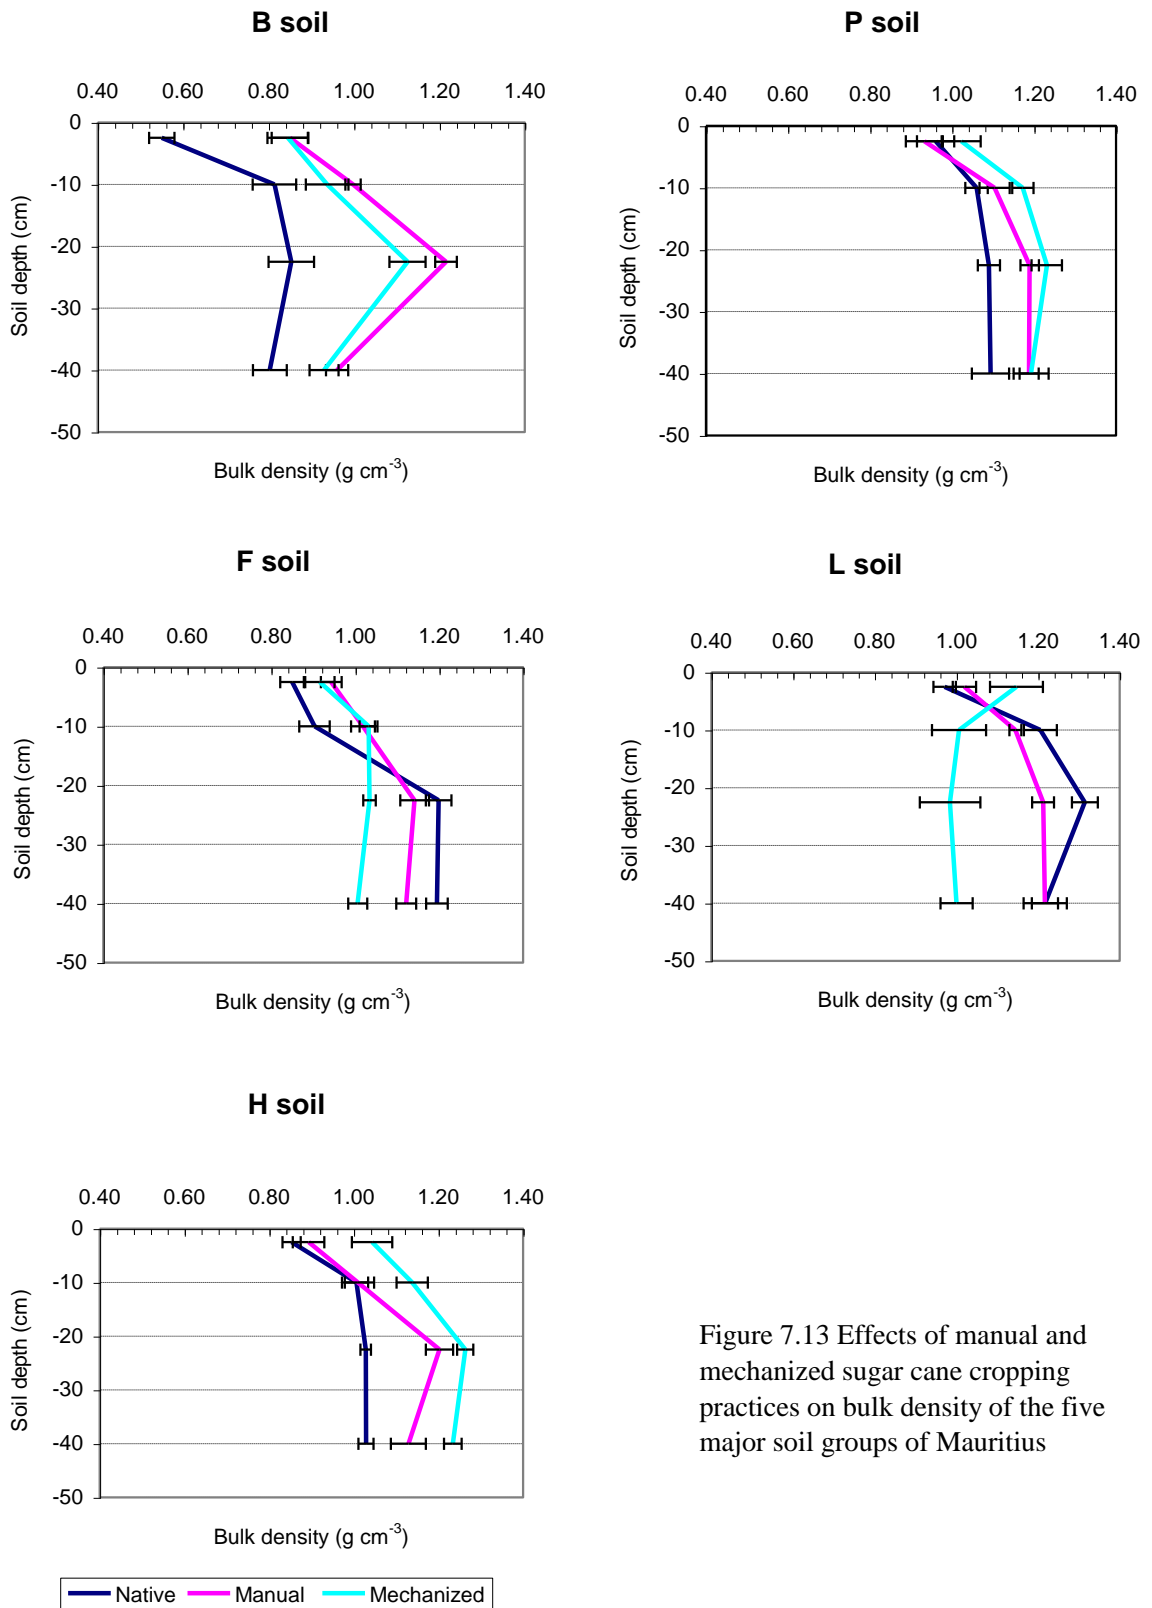 B soil
0.40 0.60 0.80 1.00 1.20 1.40
0
-10
-20
-30
-40
-50
Soil depth (cm)
Bulk density (g cm-3)
P soil
0.40 0.60 0.80 1.00 1.20 1.40
0
-10
-20
-30
-40
-50
Soil depth (cm)
Bulk density (g cm-3)
F soil
0.40 0.60 0.80 1.00 1.20 1.40
0
-10
-20
-30
-40
-50
Soil depth (cm)
Bulk density (g cm-3)
L soil
0.40 0.60 0.80 1.00 1.20 1.40
0
-10
-20
-30
-40
-50
Soil depth (cm)
Bulk density (g cm-3)
H soil
0.40 0.60 0.80 1.00 1.20 1.40
0
-10
-20
-30
-40
-50
Soil depth (cm)
Bulk density (g cm-3)
Native Manual Mechanized
Figure 7.13 Effects of manual and
mechanized sugar cane cropping
practices on bulk density of the five
major soil groups of Mauritius